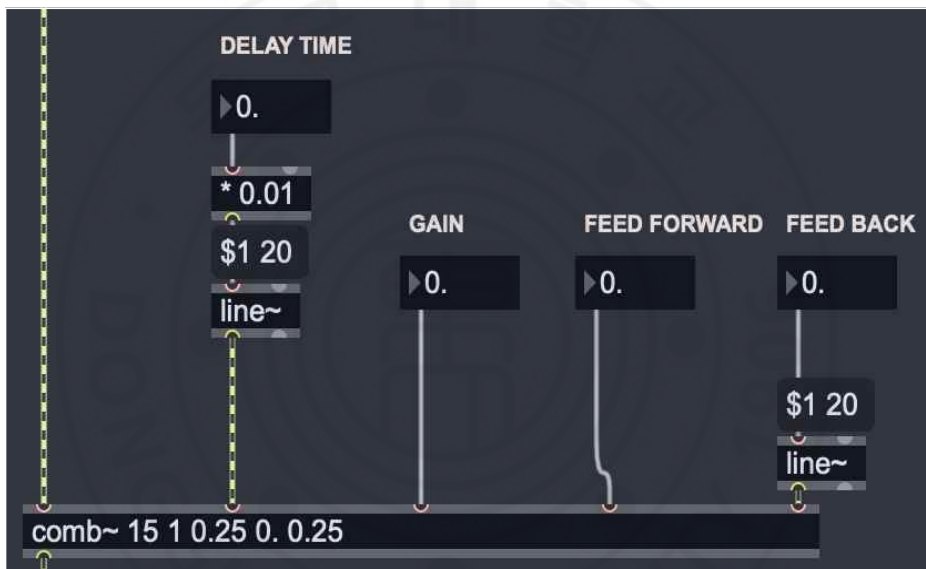 DELAY TIME
0.
* 0.01
$1 20
line~
GAIN
FEED FORWARD
FEED BACK
0.
0.
0.
$1 20
line~
comb~ 15 1 0.25 0. 0.25